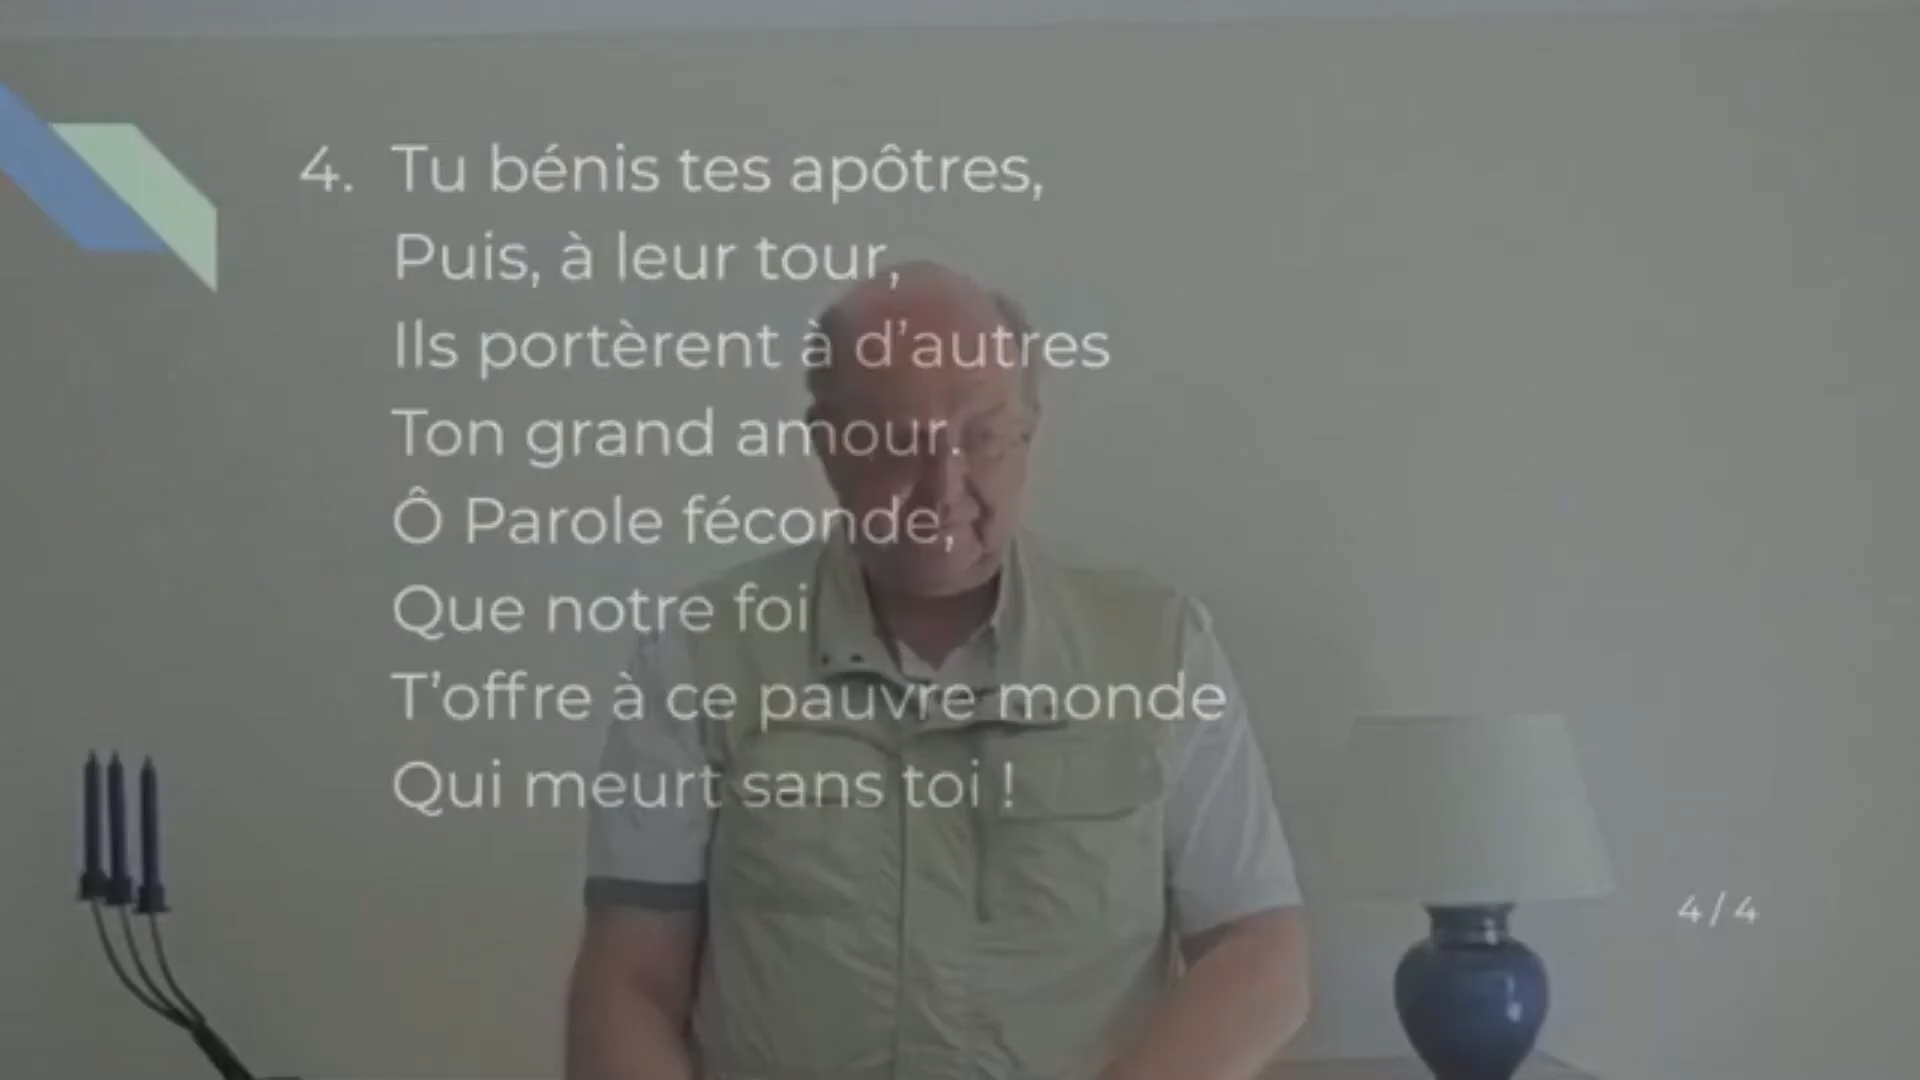 4. Tu bénis tes apôtres,
Puis, à leur tour,
Ils portèrent à d’autres
Ton grand amour.
Ô Parole féconde,
Que notre foi
T’offre à ce pauvre monde
Qui meurt sans toi !
4 / 4